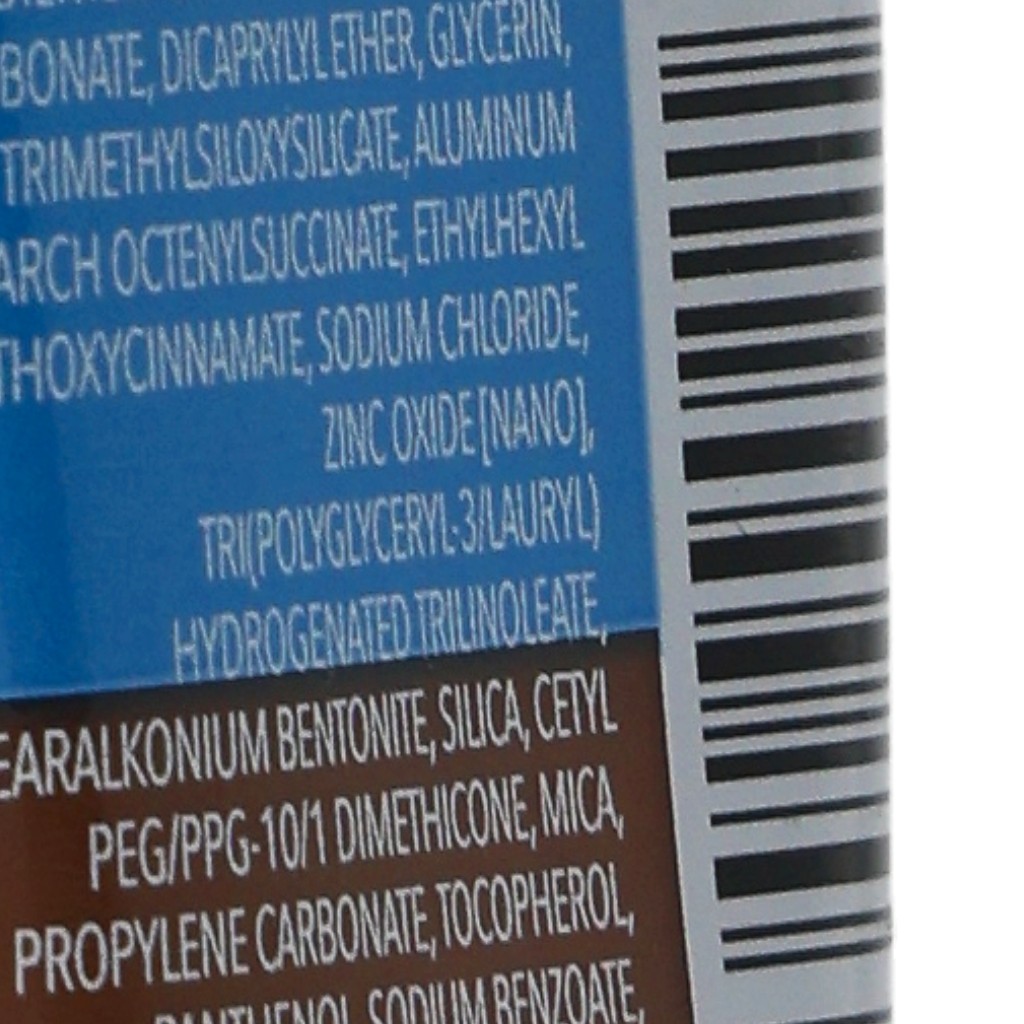 BONATE, DICAPRYLYL ETHER, GLYCERIN,
TRIMETHYLSILOXYSILICATE, ALUMINUM
ARCH OCTENYLSUCCINATE, ETHYLHEXYL
THOXYCINNAMATE, SODIUM CHLORIDE,
ZINC OXIDE [NANO],
TRI(POLYGLYCERYL-3/LAURYL)
HYDROGENATED TRILINOLEATE,
EARALKONIUM BENTONITE, SILICA, CETYL
PEG/PPG-10/1 DIMETHICONE, MICA,
PROPYLENE CARBONATE, TOCOPHEROL,
PANTHENOL, SODIUM BENZOATE,